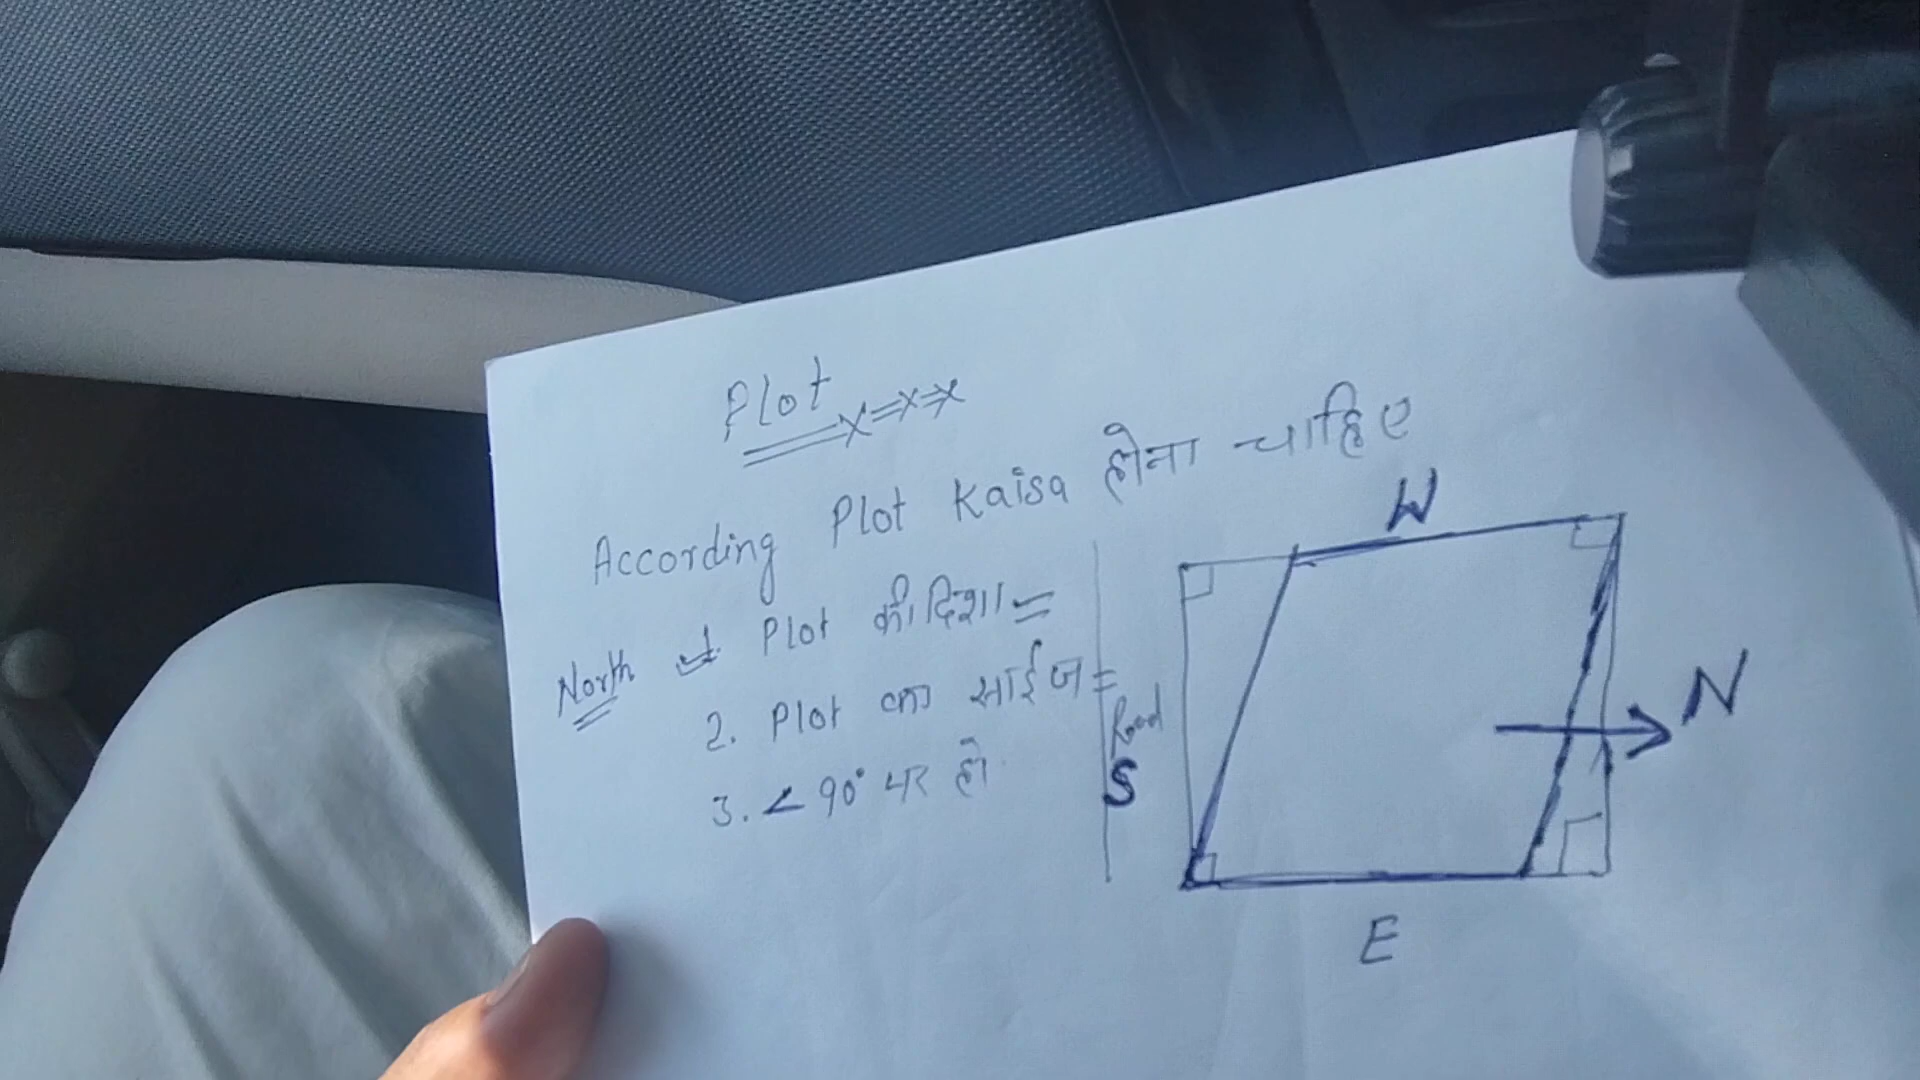 Plot
According Plot Kaisa होना चाहिए
North 1. Plot की दिशा =
2. Plot का साईज =
3. ∠ 90° पर हो
W
Road
S
N
E